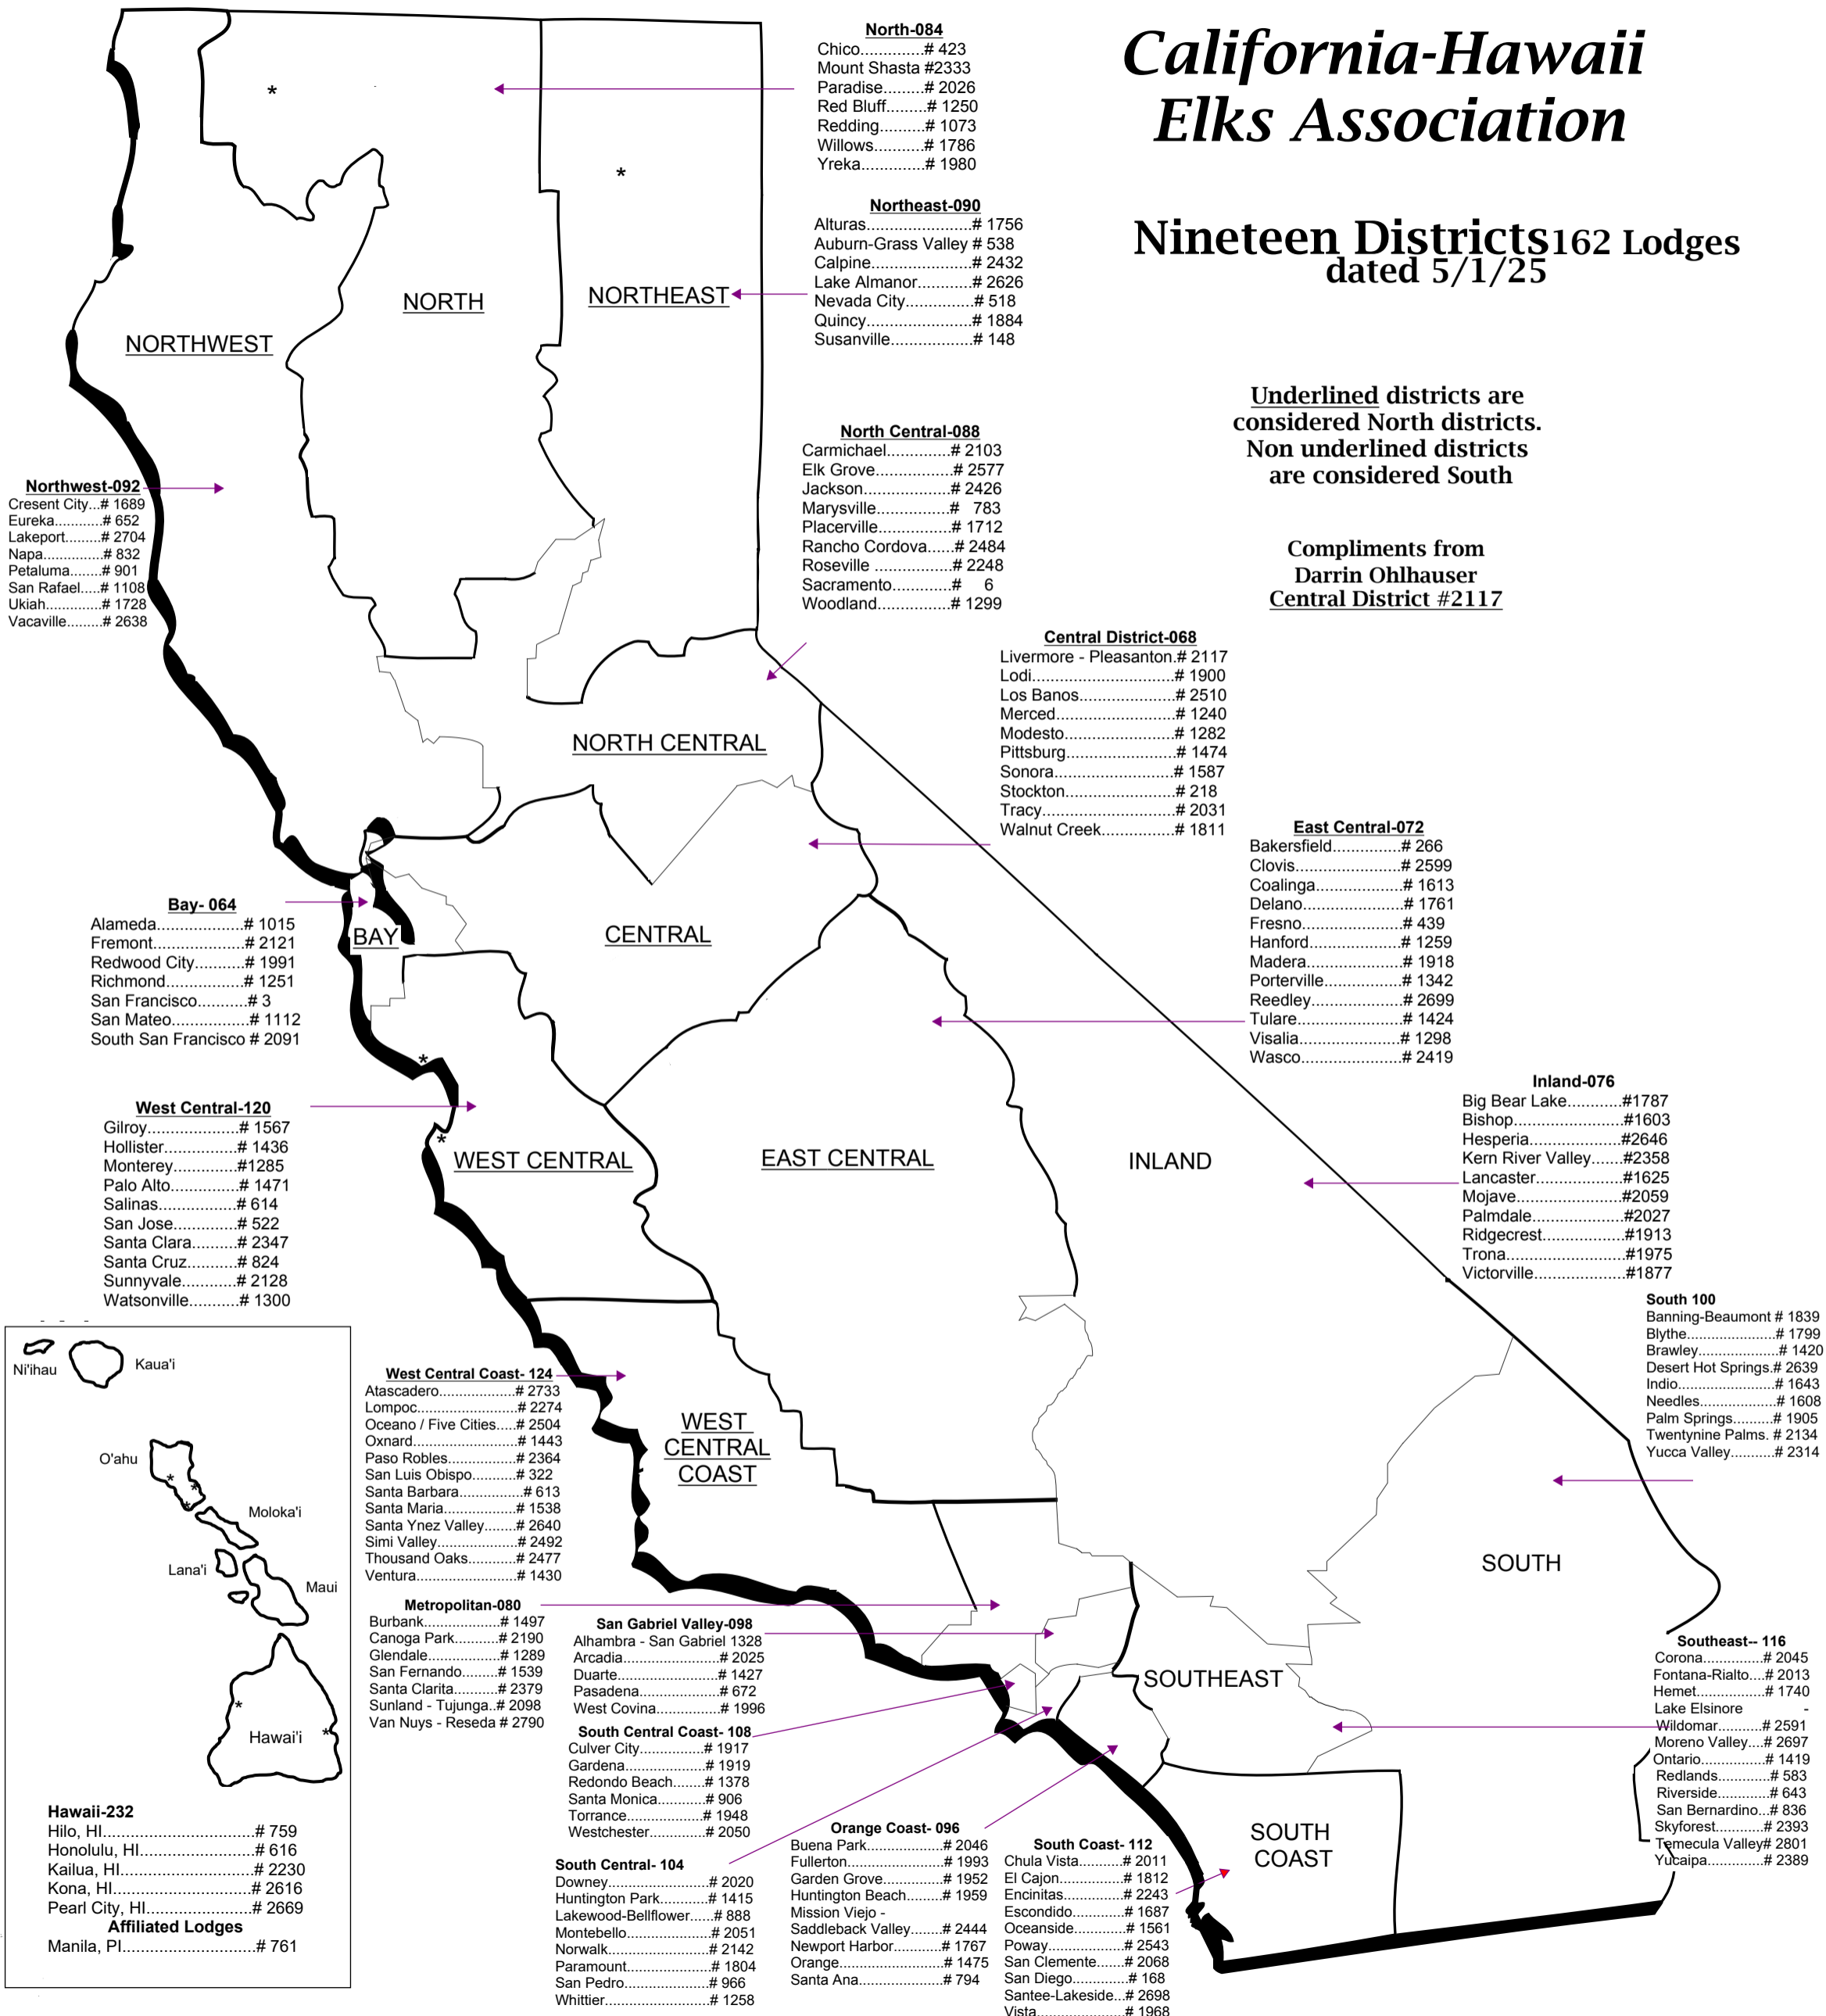 California-Hawaii
Elks Association
Nineteen Districts 162 Lodges
dated 5/1/25
Underlined districts are
considered North districts.
Non underlined districts
are considered South
Compliments from
Darrin Ohlhauser
Central District #2117
North-084
Chico.............# 423
Mount Shasta #2333
Paradise.........# 2026
Red Bluff........# 1250
Redding..........# 1073
Willows...........# 1786
Yreka..............# 1980
Northeast-090
Alturas.......................# 1756
Auburn-Grass Valley # 538
Calpine......................# 2432
Lake Almanor............# 2626
Nevada City...............# 518
Quincy.......................# 1884
Susanville..................# 148
NORTH
NORTHEAST
NORTHWEST
North Central-088
Carmichael.............# 2103
Elk Grove.................# 2577
Jackson...................# 2426
Marysville................# 783
Placerville................# 1712
Rancho Cordova......# 2484
Roseville .................# 2248
Sacramento.............# 6
Woodland................# 1299
Northwest-092
Cresent City...# 1689
Eureka............# 652
Lakeport.........# 2704
Napa...............# 832
Petaluma........# 901
San Rafael.....# 1108
Ukiah..............# 1728
Vacaville.........# 2638
Central District-068
Livermore - Pleasanton.# 2117
Lodi...............................# 1900
Los Banos.....................# 2510
Merced..........................# 1240
Modesto........................# 1282
Pittsburg........................# 1474
Sonora..........................# 1587
Stockton........................# 218
Tracy.............................# 2031
Walnut Creek................# 1811
NORTH CENTRAL
East Central-072
Bakersfield...............# 266
Clovis.......................# 2599
Coalinga...................# 1613
Delano......................# 1761
Fresno......................# 439
Hanford....................# 1259
Madera.....................# 1918
Porterville.................# 1342
Reedley....................# 2699
Tulare.......................# 1424
Visalia......................# 1298
Wasco......................# 2419
Bay- 064
Alameda...................# 1015
Fremont....................# 2121
Redwood City...........# 1991
Richmond.................# 1251
San Francisco...........# 3
San Mateo.................# 1112
South San Francisco # 2091
BAY
CENTRAL
Inland-076
Big Bear Lake............#1787
Bishop........................#1603
Hesperia....................#2646
Kern River Valley.......#2358
Lancaster...................#1625
Mojave.......................#2059
Palmdale....................#2027
Ridgecrest..................#1913
Trona..........................#1975
Victorville....................#1877
West Central-120
Gilroy....................# 1567
Hollister................# 1436
Monterey..............#1285
Palo Alto...............# 1471
Salinas.................# 614
San Jose..............# 522
Santa Clara..........# 2347
Santa Cruz...........# 824
Sunnyvale............# 2128
Watsonville..........# 1300
WEST CENTRAL
EAST CENTRAL
INLAND
South 100
Banning-Beaumont # 1839
Blythe.....................# 1799
Brawley...................# 1420
Desert Hot Springs.# 2639
Indio.......................# 1643
Needles..................# 1608
Palm Springs..........# 1905
Twentynine Palms. # 2134
Yucca Valley...........# 2314
Ni'ihau
Kaua'i
O'ahu
Moloka'i
Lana'i
Maui
Hawai'i
Hawaii-232
Hilo, HI................................# 759
Honolulu, HI........................# 616
Kailua, HI............................# 2230
Kona, HI..............................# 2616
Pearl City, HI.......................# 2669
Affiliated Lodges
Manila, PI............................# 761
West Central Coast- 124
Atascadero...................# 2733
Lompoc.........................# 2274
Oceano / Five Cities.....# 2504
Oxnard..........................# 1443
Paso Robles.................# 2364
San Luis Obispo...........# 322
Santa Barbara...............# 613
Santa Maria..................# 1538
Santa Ynez Valley........# 2640
Simi Valley....................# 2492
Thousand Oaks............# 2477
Ventura.........................# 1430
WEST
CENTRAL
COAST
SOUTH
Metropolitan-080
Burbank...................# 1497
Canoga Park...........# 2190
Glendale..................# 1289
San Fernando.........# 1539
Santa Clarita...........# 2379
Sunland - Tujunga..# 2098
Van Nuys - Reseda # 2790
San Gabriel Valley-098
Alhambra - San Gabriel 1328
Arcadia........................# 2025
Duarte.........................# 1427
Pasadena....................# 672
West Covina................# 1996
SOUTHEAST
South Central Coast- 108
Culver City................# 1917
Gardena....................# 1919
Redondo Beach........# 1378
Santa Monica............# 906
Torrance...................# 1948
Westchester.............# 2050
Southeast-- 116
Corona...............# 2045
Fontana-Rialto....# 2013
Hemet.................# 1740
Lake Elsinore -
Wildomar...........# 2591
Moreno Valley....# 2697
Ontario...............# 1419
Redlands............# 583
Riverside.............# 643
San Bernardino...# 836
Skyforest............# 2393
Temecula Valley# 2801
Yucaipa..............# 2389
South Central- 104
Downey.........................# 2020
Huntington Park............# 1415
Lakewood-Bellflower......# 888
Montebello....................# 2051
Norwalk.........................# 2142
Paramount....................# 1804
San Pedro.....................# 966
Whittier..........................# 1258
Orange Coast- 096
Buena Park...................# 2046
Fullerton........................# 1993
Garden Grove...............# 1952
Huntington Beach.........# 1959
Mission Viejo -
Saddleback Valley........# 2444
Newport Harbor............# 1767
Orange..........................# 1475
Santa Ana.....................# 794
South Coast- 112
Chula Vista...........# 2011
El Cajon................# 1812
Encinitas...............# 2243
Escondido.............# 1687
Oceanside.............# 1561
Poway...................# 2543
San Clemente.......# 2068
San Diego..............# 168
Santee-Lakeside...# 2698
Vista......................# 1968
SOUTH
COAST